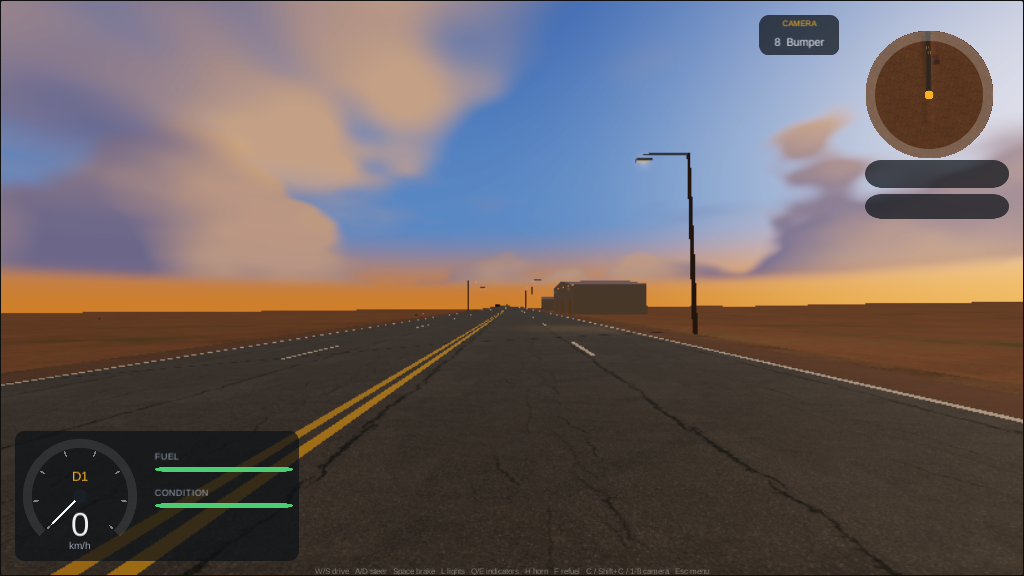 CAMERA
8 Bumper
D1
FUEL
CONDITION
0
km/h
W/S drive A/D steer Space brake L lights Q/E indicators H horn F refuel C / Shift+C / 1-8 camera Esc menu